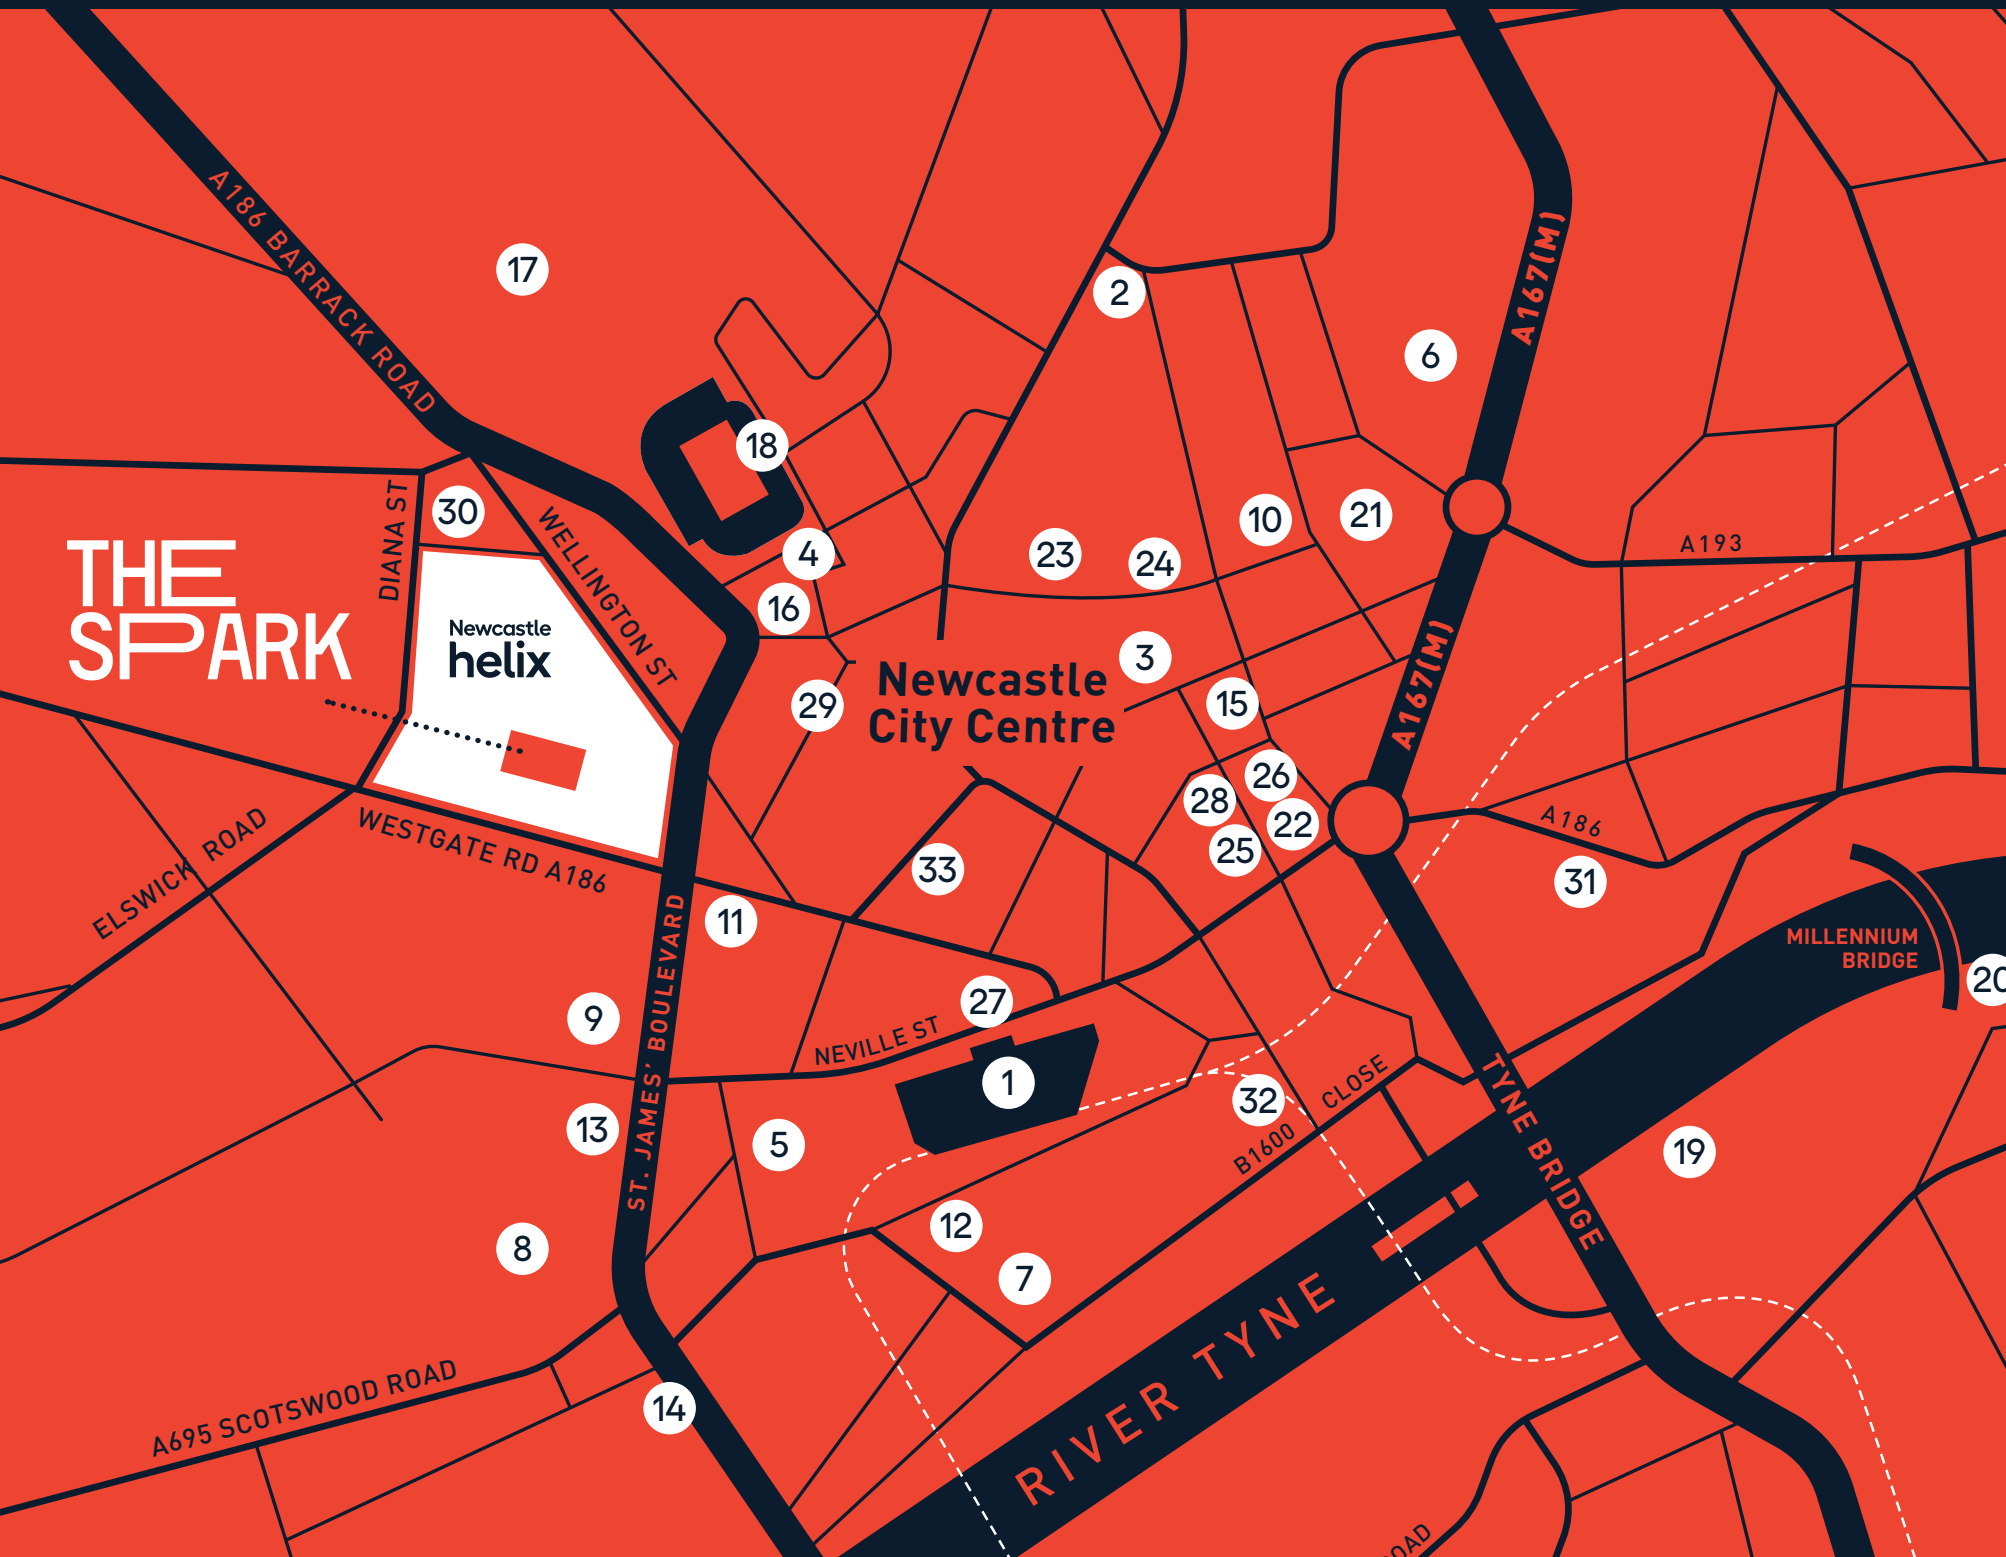 A186 BARRACK ROAD
17
2
A167(M)
6
18
30
DIANA ST
WELLINGTON ST
10
21
23
24
4
A193
16
THE
SPARK
Newcastle
helix
3
A167(M)
Newcastle
City Centre
29
15
26
28
22
25
A186
31
ELSWICK ROAD
WESTGATE RD A186
33
11
MILLENNIUM
BRIDGE
20
9
ST. JAMES' BOULEVARD
27
NEVILLE ST
1
32
CLOSE
B1600
TYNE BRIDGE
13
5
19
12
8
7
RIVER TYNE
A695 SCOTSWOOD ROAD
14